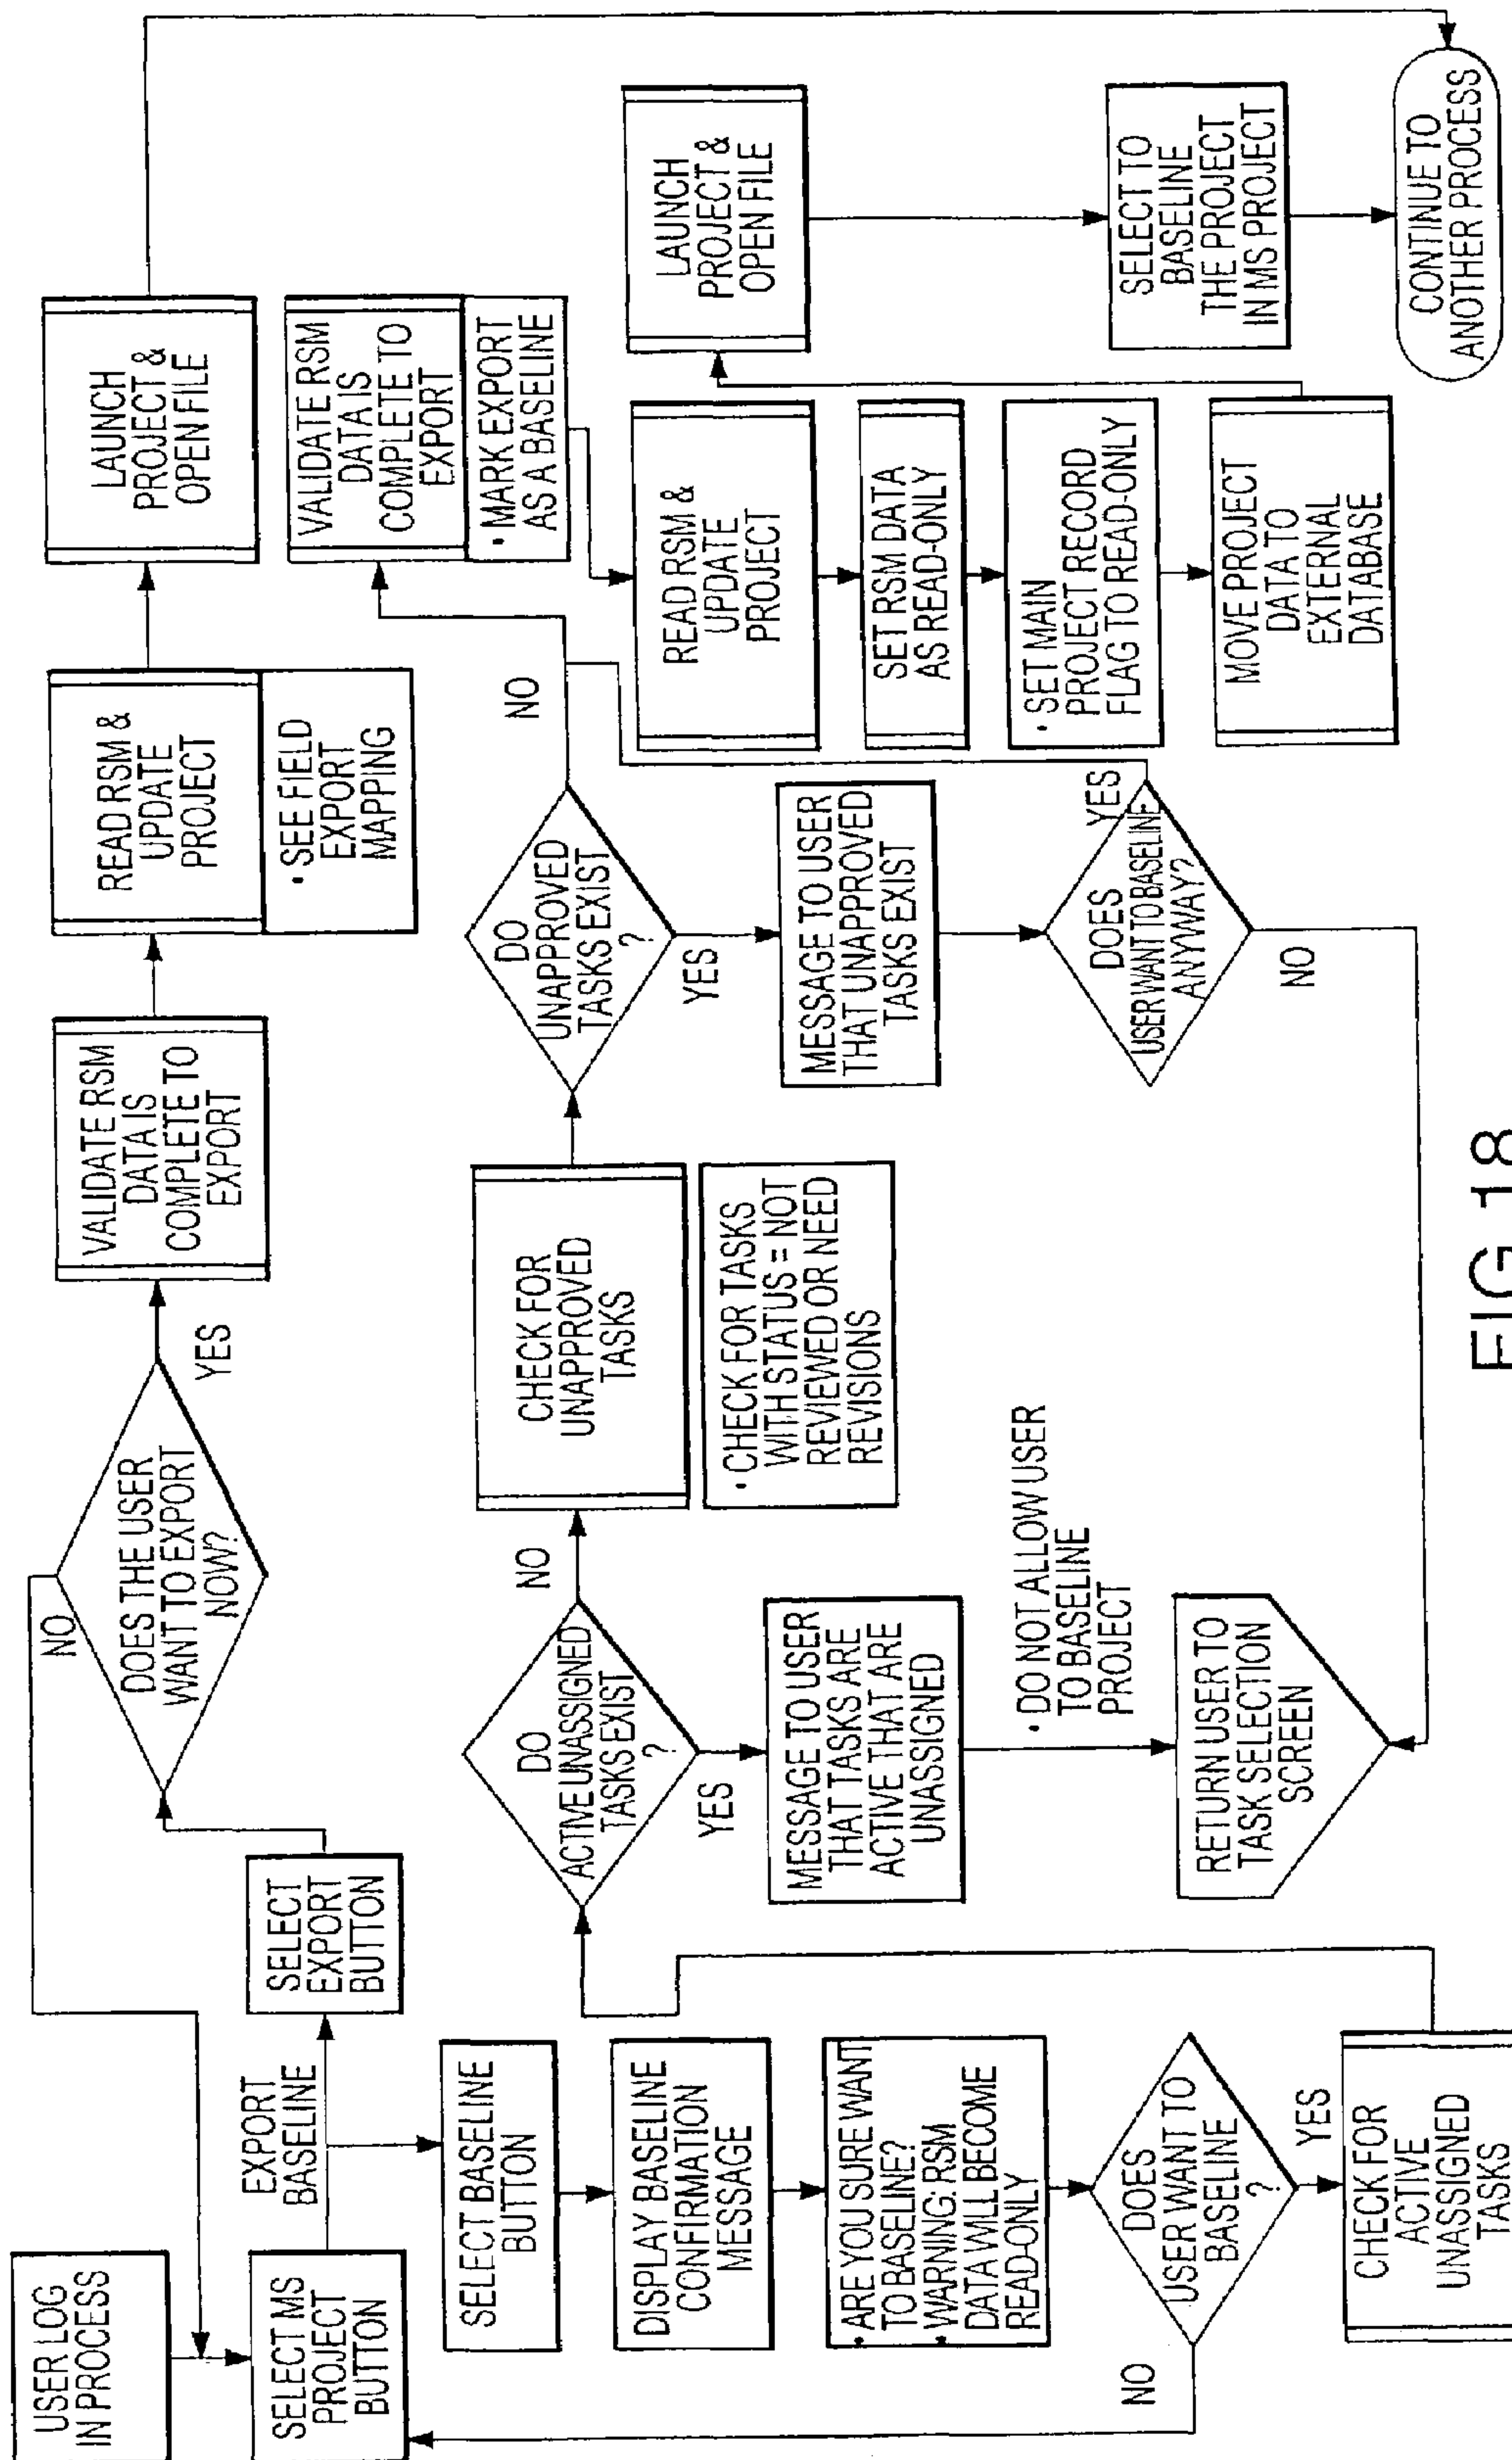 USER LOG
IN PROCESS
SELECT MS
PROJECT
BUTTON
EXPORT
BASELINE
SELECT
EXPORT
BUTTON
NO
DOES THE USER
WANT TO EXPORT
NOW?
YES
VALIDATE RSM
DATA IS
COMPLETE TO
EXPORT
READ RSM &
UPDATE
PROJECT
• SEE FIELD
EXPORT
MAPPING
LAUNCH
PROJECT &
OPEN FILE
SELECT BASELINE
BUTTON
DISPLAY BASELINE
CONFIRMATION
MESSAGE
• ARE YOU SURE WANT
TO BASELINE?
• WARNING: RSM
DATA WILL BECOME
READ-ONLY
DOES
USER WANT TO
BASELINE
?
NO
YES
CHECK FOR
ACTIVE
UNASSIGNED
TASKS
DO
ACTIVE UNASSIGNED
TASKS EXIST
?
NO
YES
MESSAGE TO USER
THAT TASKS ARE
ACTIVE THAT ARE
UNASSIGNED
• DO NOT ALLOW USER
TO BASELINE
PROJECT
RETURN USER TO
TASK SELECTION
SCREEN
CHECK FOR
UNAPPROVED
TASKS
• CHECK FOR TASKS
WITH STATUS = NOT
REVIEWED OR NEED
REVISIONS
DO
UNAPPROVED
TASKS EXIST
?
NO
YES
MESSAGE TO USER
THAT UNAPPROVED
TASKS EXIST
DOES
USER WANT TO BASELINE
ANYWAY?
YES
NO
VALIDATE RSM
DATA IS
COMPLETE TO
EXPORT
• MARK EXPORT
AS A BASELINE
READ RSM &
UPDATE
PROJECT
SET RSM DATA
AS READ-ONLY
• SET MAIN
PROJECT RECORD
FLAG TO READ-ONLY
MOVE PROJECT
DATA TO
EXTERNAL
DATABASE
LAUNCH
PROJECT &
OPEN FILE
SELECT TO
BASELINE
THE PROJECT
IN MS PROJECT
CONTINUE TO
ANOTHER PROCESS
FIG.18